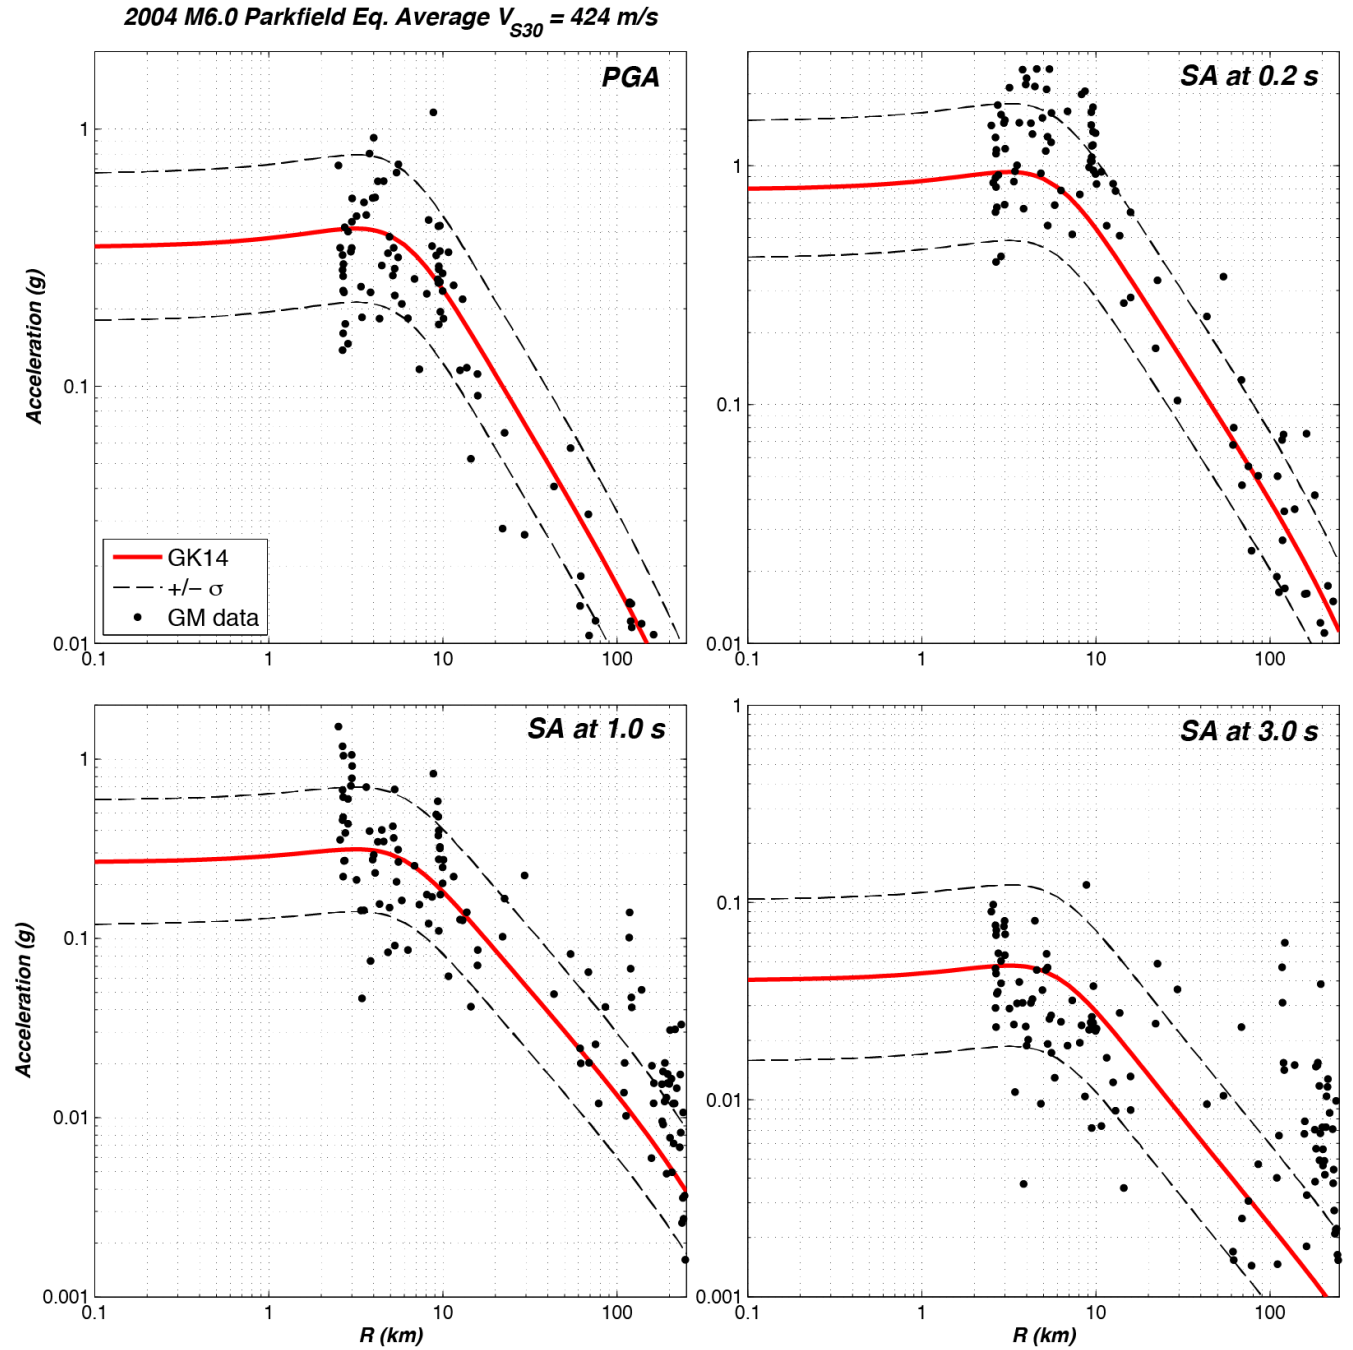 2004 M6.0 Parkfield Eq. Average VS30 = 424 m/s
PGA
Acceleration (g)
1
0.1
0.01
0.1 1 10 100
GK14
+/− σ
GM data
SA at 0.2 s
1
0.1
0.01
0.1 1 10 100
SA at 1.0 s
Acceleration (g)
1
0.1
0.01
0.001
0.1 1 10 100
R (km)
SA at 3.0 s
1
0.1
0.01
0.001
0.1 1 10 100
R (km)